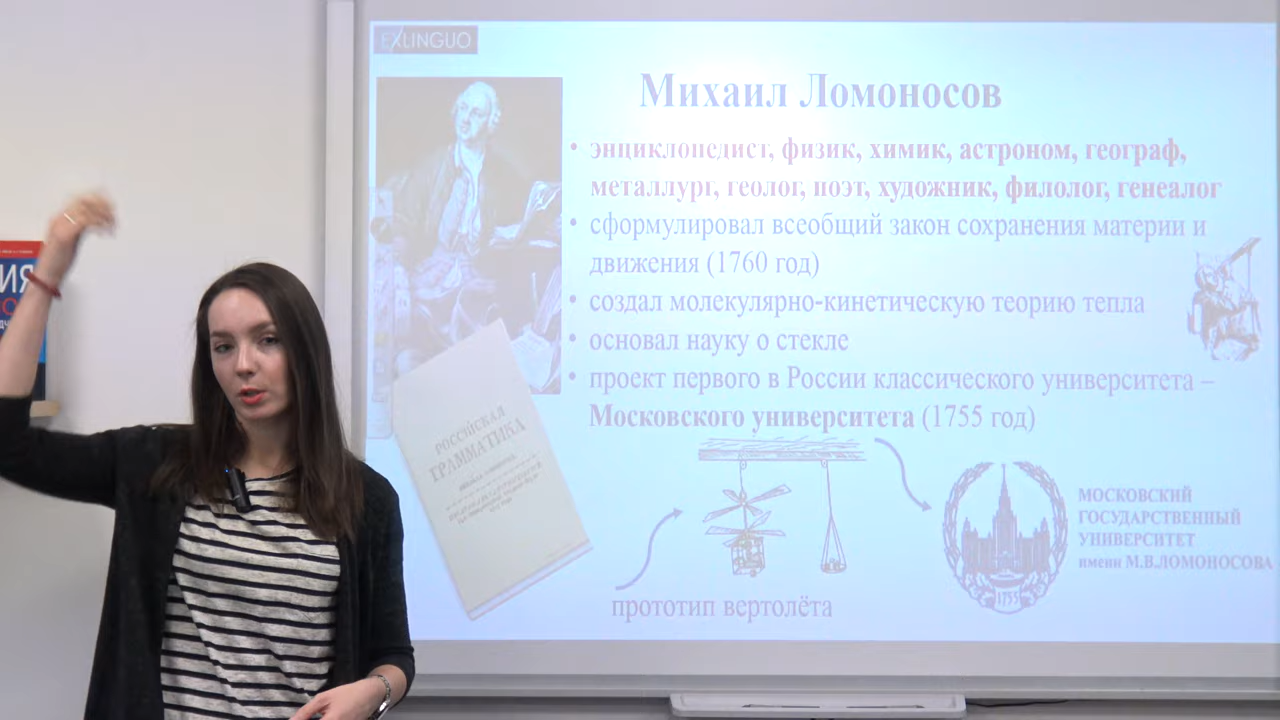 EXLINGUO
Михаил Ломоносов
• энциклопедист, физик, химик, астроном, географ,
металлург, геолог, поэт, художник, филолог, генеалог
• сформулировал всеобщий закон сохранения материи и
движения (1760 год)
• создал молекулярно-кинетическую теорию тепла
• основал науку о стекле
• проект первого в России классического университета –
Московского университета (1755 год)
РОССІЙСКАЯ
ГРАММАТИКА
прототип вертолёта
1755
МОСКОВСКИЙ
ГОСУДАРСТВЕННЫЙ
УНИВЕРСИТЕТ
имени М.В.ЛОМОНОСОВА
ИЯ